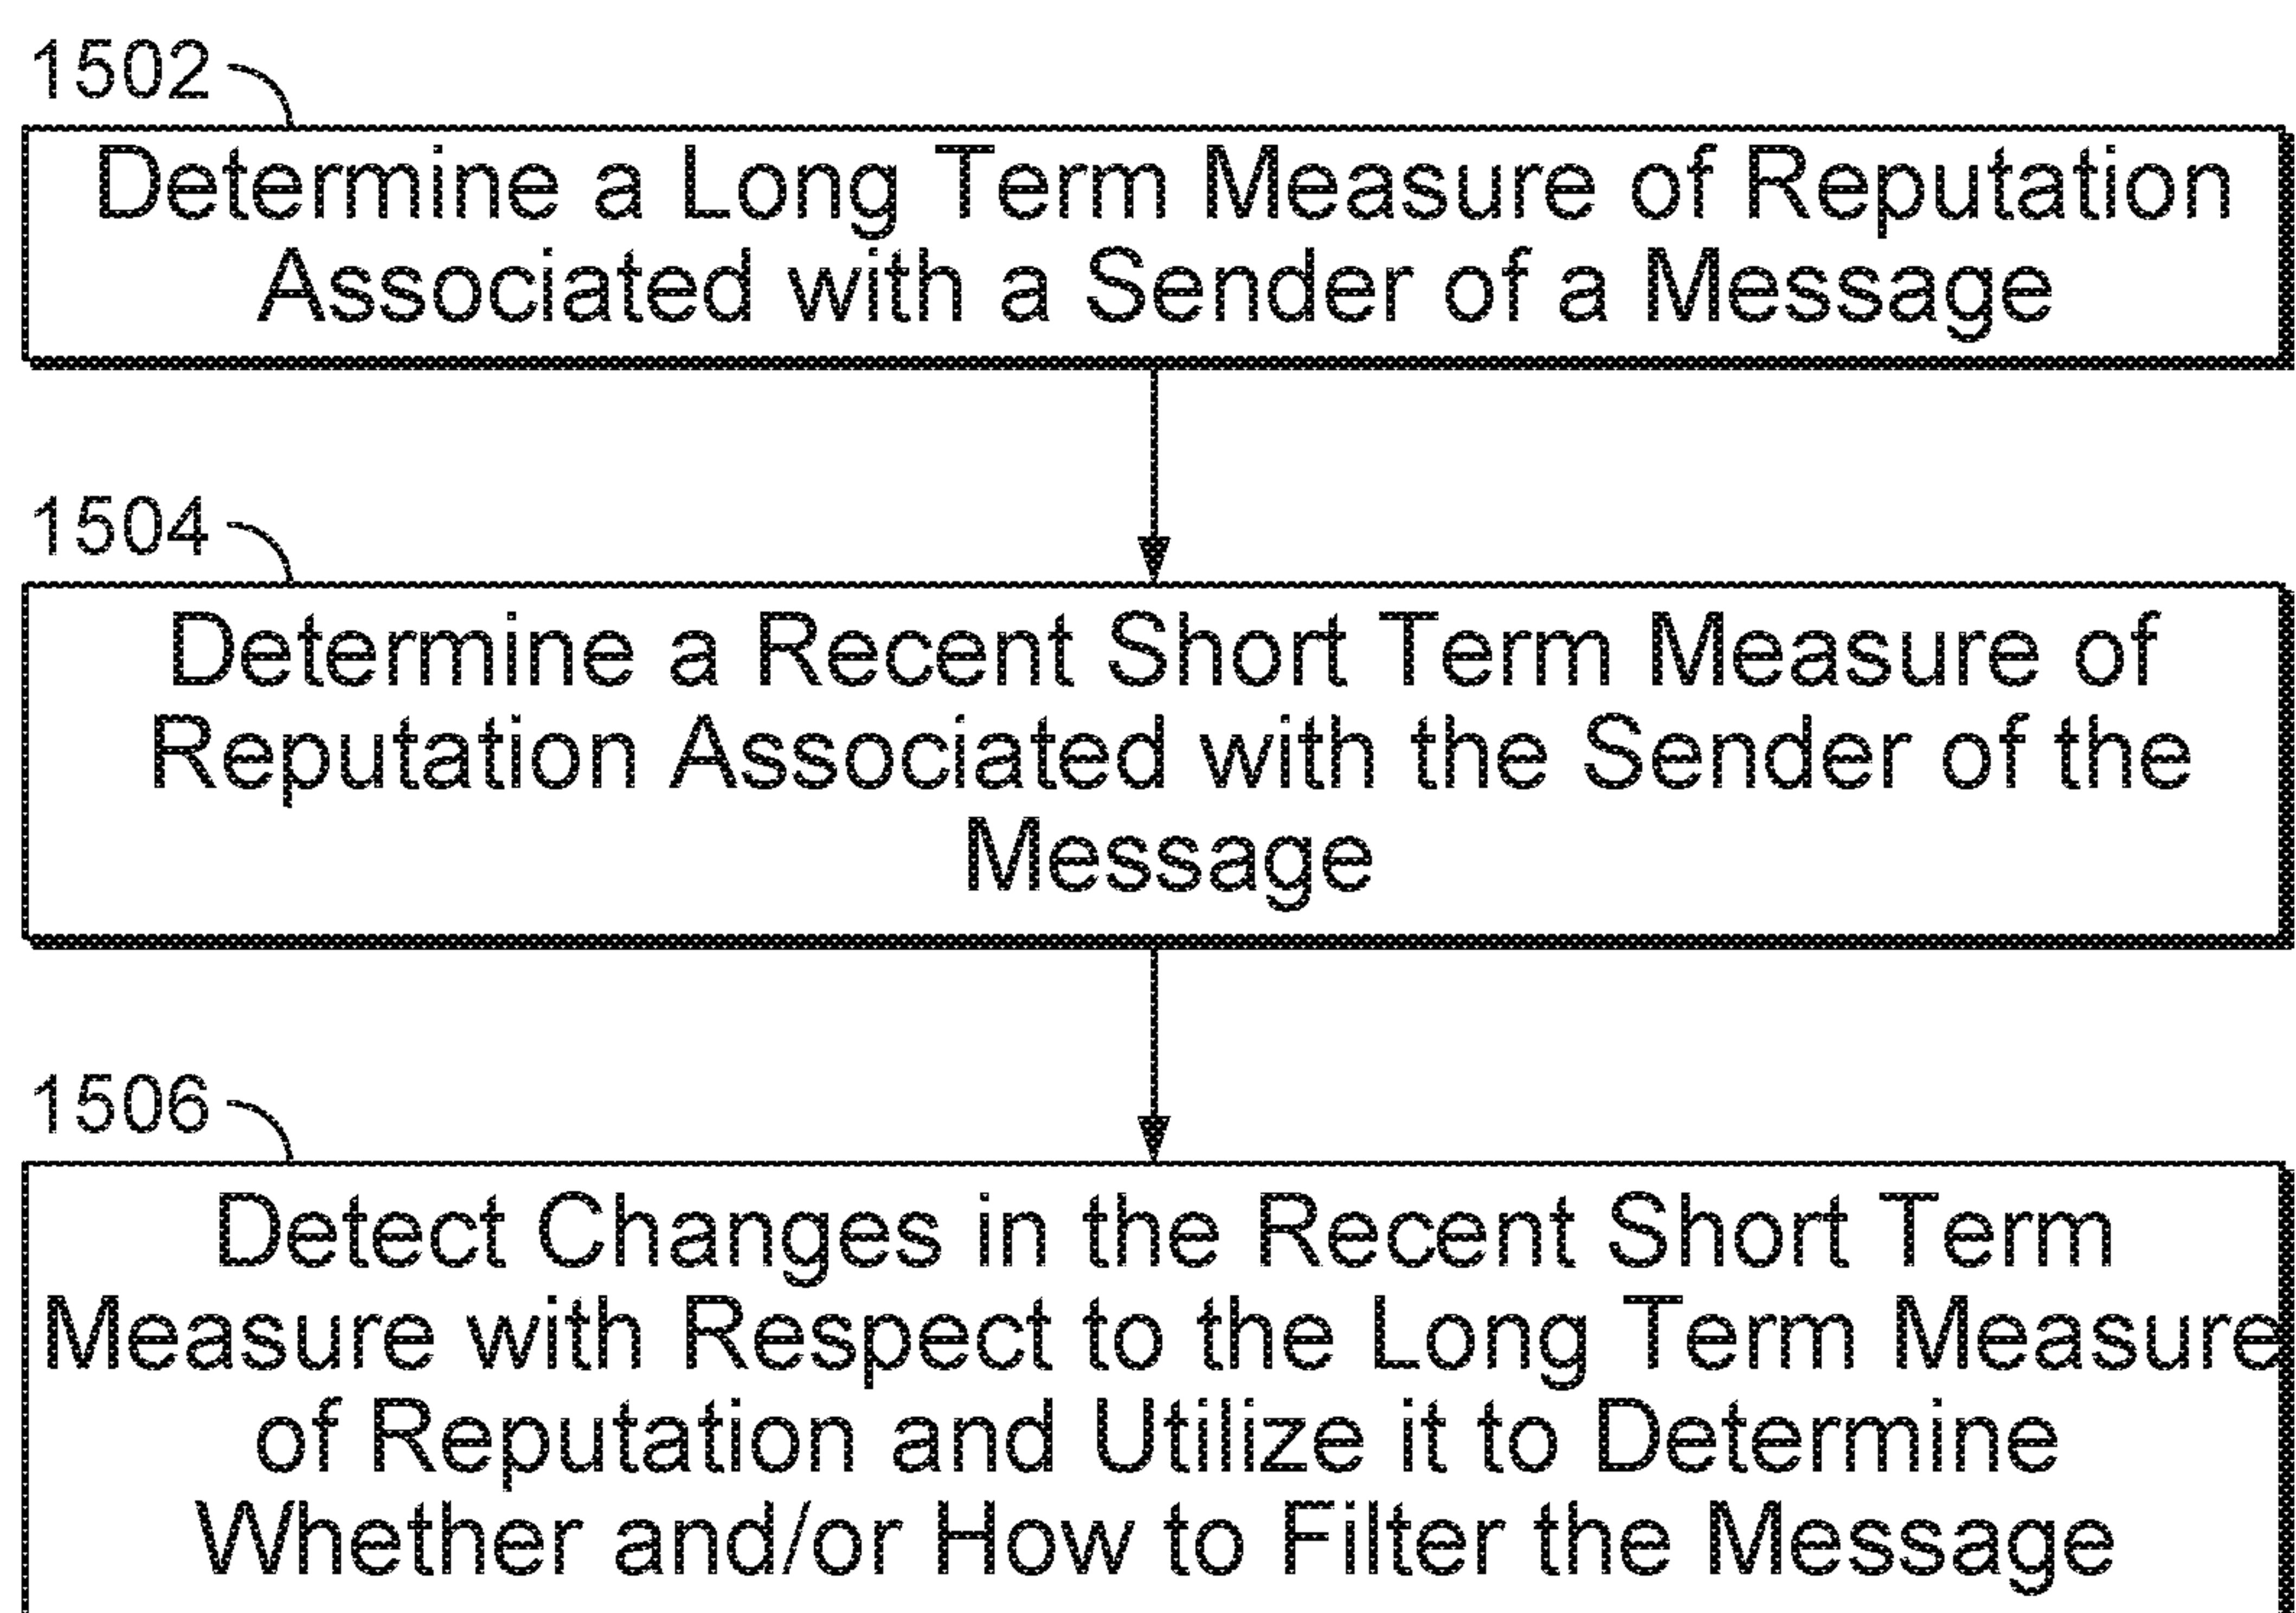 1502
Determine a Long Term Measure of Reputation
Associated with a Sender of a Message
1504
Determine a Recent Short Term Measure of
Reputation Associated with the Sender of the
Message
1506
Detect Changes in the Recent Short Term
Measure with Respect to the Long Term Measure
of Reputation and Utilize it to Determine
Whether and/or How to Filter the Message